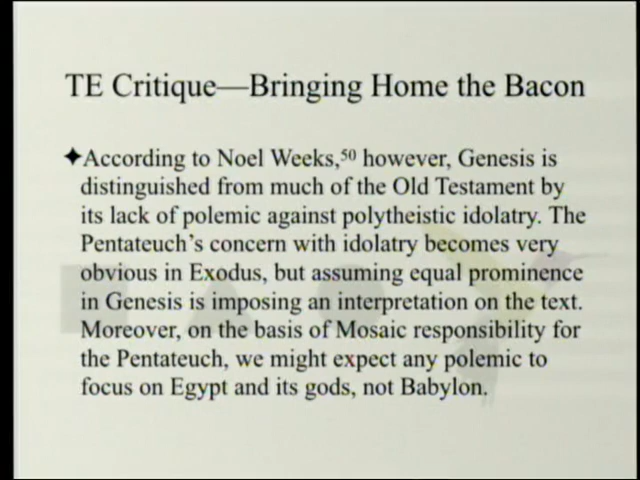 TE Critique—Bringing Home the Bacon
✦According to Noel Weeks,⁵⁰ however, Genesis is
distinguished from much of the Old Testament by
its lack of polemic against polytheistic idolatry. The
Pentateuch's concern with idolatry becomes very
obvious in Exodus, but assuming equal prominence
in Genesis is imposing an interpretation on the text.
Moreover, on the basis of Mosaic responsibility for
the Pentateuch, we might expect any polemic to
focus on Egypt and its gods, not Babylon.